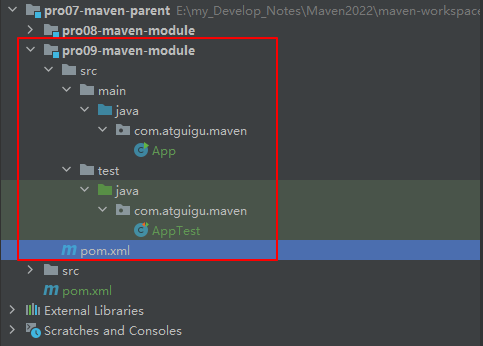 pro07-maven-parent E:\my_Develop_Notes\Maven2022\maven-workspace
pro08-maven-module
pro09-maven-module
src
main
java
com.atguigu.maven
App
test
java
com.atguigu.maven
AppTest
pom.xml
src
pom.xml
External Libraries
Scratches and Consoles